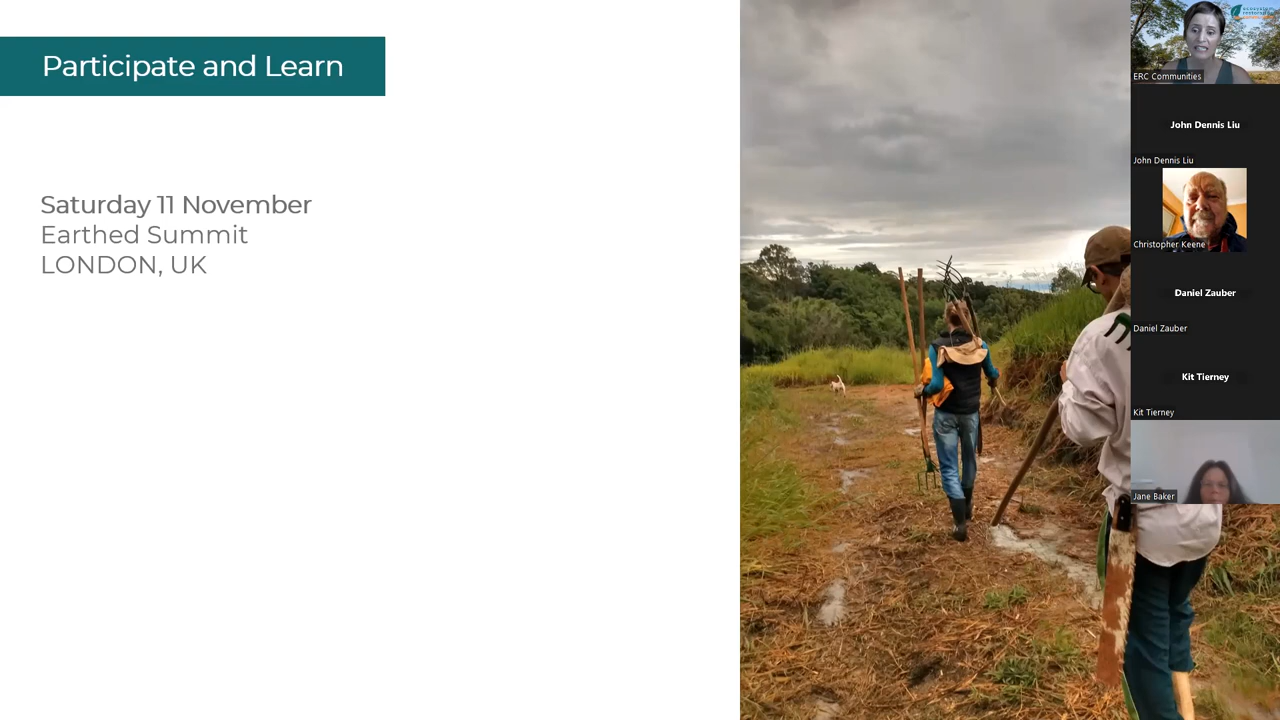 Participate and Learn
Saturday 11 November
Earthed Summit
LONDON, UK
ERC Communities
John Dennis Liu
John Dennis Liu
Christopher Keene
Daniel Zauber
Daniel Zauber
Kit Tierney
Kit Tierney
Jane Baker